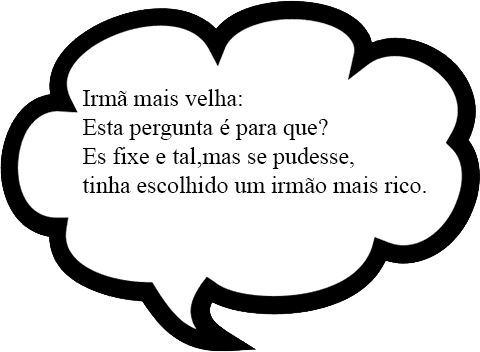 Irmã mais velha:
Esta pergunta é para que?
Es fixe e tal,mas se pudesse,
tinha escolhido um irmão mais rico.